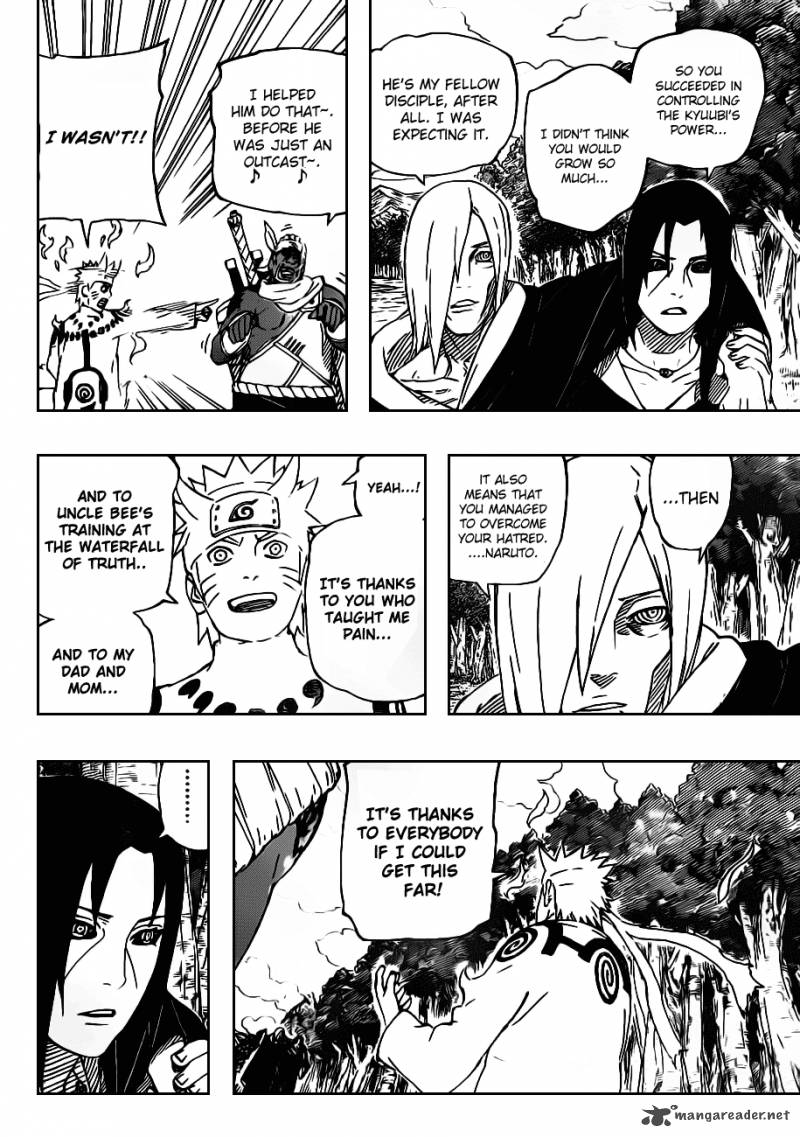 SO YOU
SUCCEEDED IN
CONTROLLING
THE KYUUBI'S
POWER...
I DIDN'T THINK
YOU WOULD
GROW SO
MUCH...
HE'S MY FELLOW
DISCIPLE, AFTER
ALL. I WAS
EXPECTING IT.
I HELPED
HIM DO THAT~.
BEFORE HE
WAS JUST AN
OUTCAST~.
♪ ♪
I WASN'T!!
...THEN
IT ALSO
MEANS THAT
YOU MANAGED
TO OVERCOME
YOUR HATRED.
....NARUTO.
YEAH...!
IT'S THANKS
TO YOU WHO
TAUGHT ME
PAIN...
AND TO
UNCLE BEE'S
TRAINING AT
THE WATERFALL
OF TRUTH..
AND TO MY
DAD AND
MOM...
IT'S THANKS
TO EVERYBODY
IF I COULD
GET THIS
FAR!
.........
mangareader.net